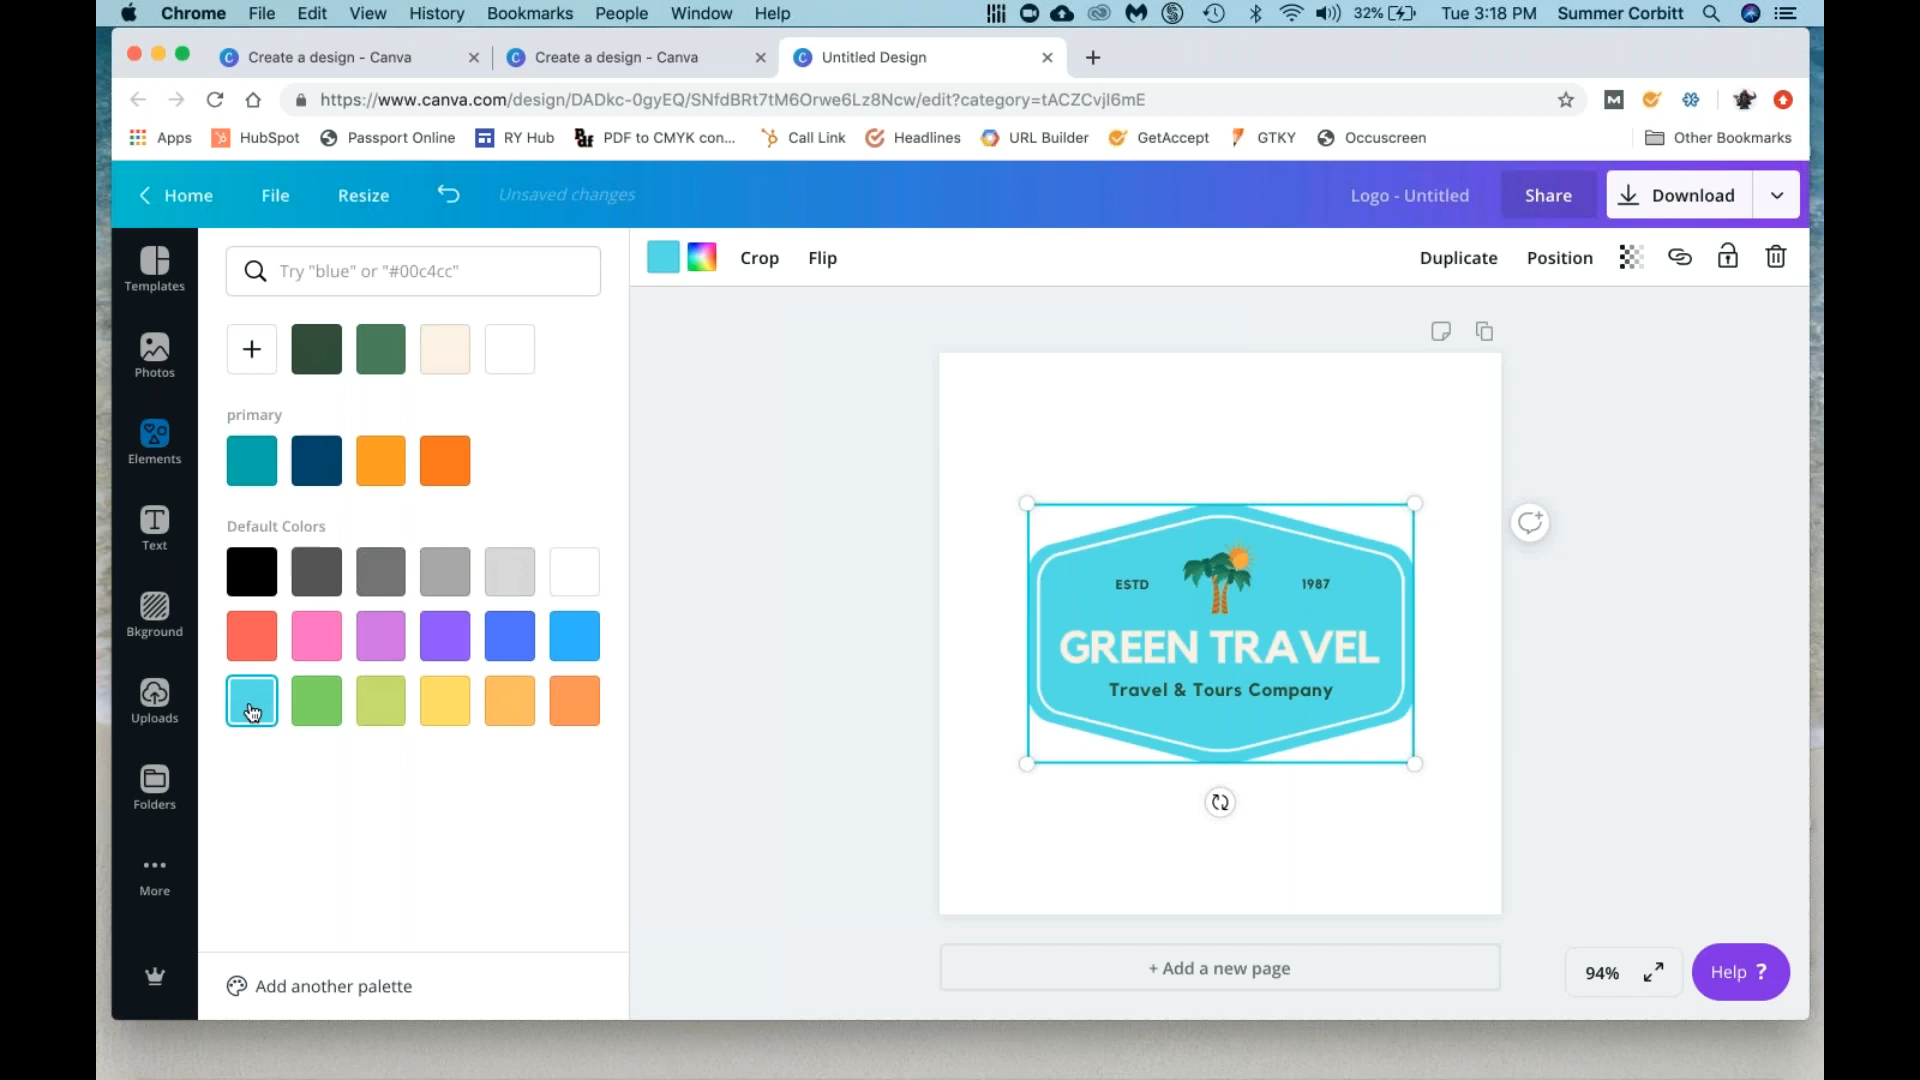 Chrome File Edit View History Bookmarks People Window Help 32% Tue 3:18 PM Summer Corbitt
Create a design - Canva Create a design - Canva Untitled Design
https://www.canva.com/design/DADkc-0gyEQ/SNfdBRt7tM6Orwe6Lz8Ncw/edit?category=tACZCvjI6mE
Apps HubSpot Passport Online RY Hub PDF to CMYK con... Call Link Headlines URL Builder GetAccept GTKY Occuscreen Other Bookmarks
Home File Resize Unsaved changes Logo - Untitled Share Download
Try "blue" or "#00c4cc"
Crop Flip Duplicate Position
Templates
Photos
Elements
Text
Bkground
Uploads
Folders
More
primary
Default Colors
Add another palette
ESTD 1987
GREEN TRAVEL
Travel & Tours Company
+ Add a new page
94%
Help ?